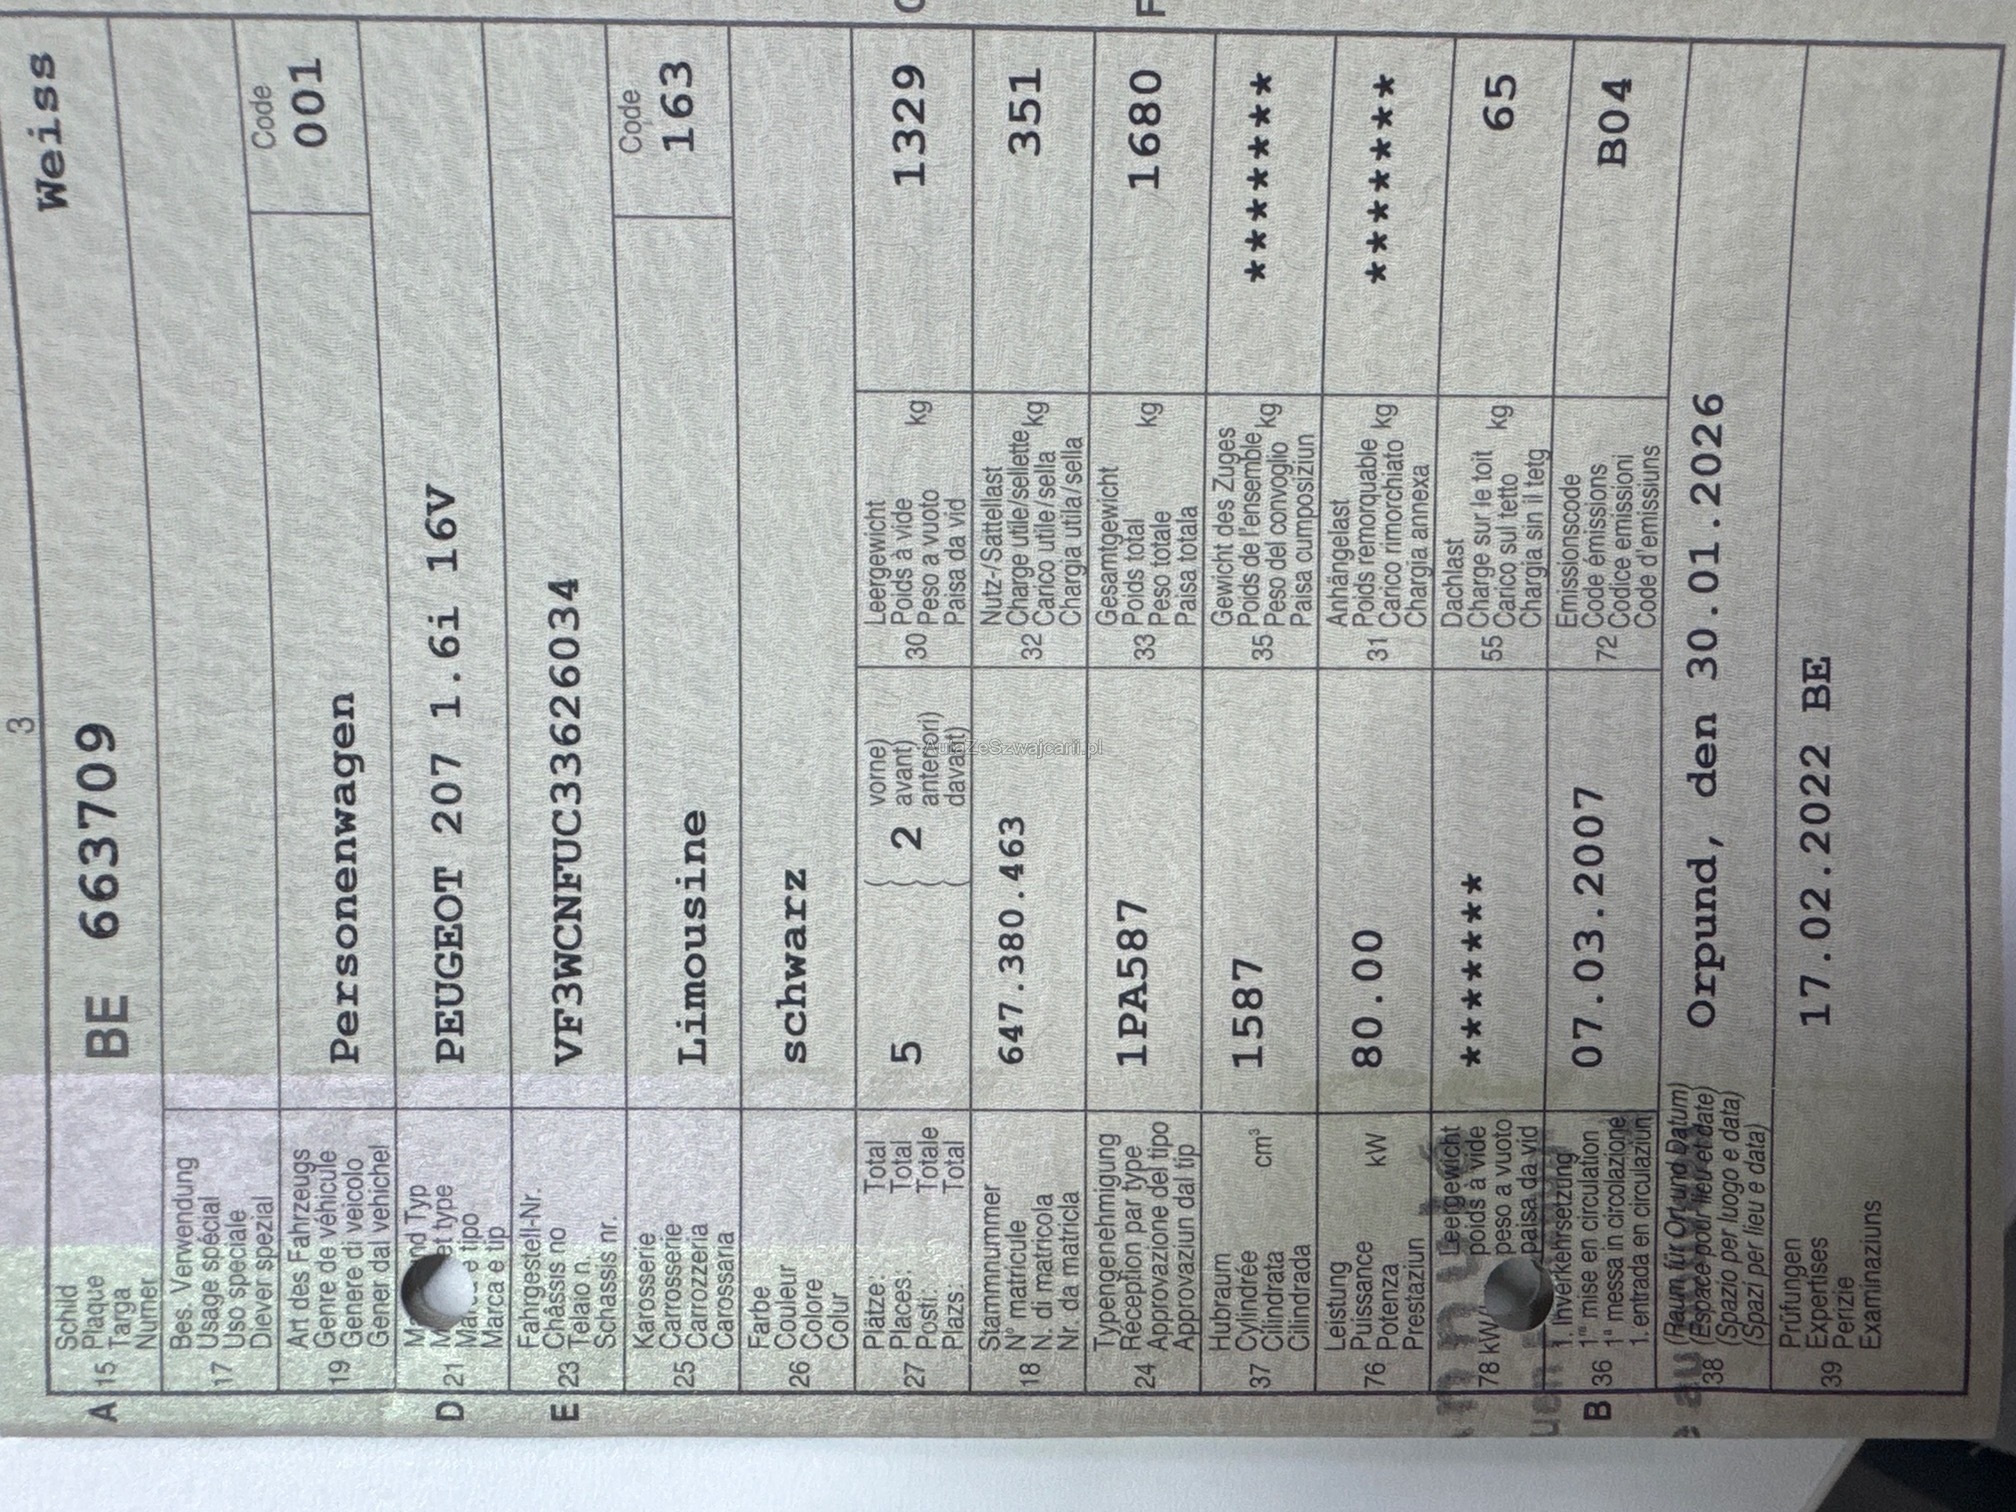 3
A 15 Schild
Plaque
Targa
Numer
BE 663709
Weiss
17 Bes. Verwendung
Usage spécial
Uso speciale
Diever spezial
19 Art des Fahrzeugs
Genre de véhicule
Genere di veicolo
Gener dal vehichel
Personenwagen
Code
001
D 21 nd Typ
et type
e tipo
Marca e tip
PEUGEOT 207 1.6i 16V
E 23 Fahrgestell-Nr.
Châssis no
Telaio n.
Schassis nr.
VF3WCNFUC33626034
25 Karosserie
Carrosserie
Carrozzeria
Carossaria
Limousine
Code
163
26 Farbe
Couleur
Colore
Colur
schwarz
27 Plätze: Total
Places: Total
Posti: Totale
Plazs: Total
5
2
vorne)
avant)
anteriori)
davant)
30 Leergewicht
Poids à vide
Peso a vuoto kg
Paisa da vid
1329
18 Stammnummer
N° matricule
N. di matricola
Nr. da matricla
647.380.463
32 Nutz-/Sattellast
Charge utile/sellette
Carico utile/sella kg
Chargia utila/sella
351
24 Typengenehmigung
Réception par type
Approvazione del tipo
Approvaziun dal tip
1PA587
33 Gesamtgewicht
Poids total
Peso totale kg
Paisa totala
1680
37 Hubraum
Cylindrée
Cilindrata cm³
Cilindrada
1587
35 Gewicht des Zuges
Poids de l'ensemble
Peso del convoglio kg
Paisa cumposiziun
*******
76 Leistung
Puissance
Potenza kW
Prestaziun
80.00
31 Anhängelast
Poids remorquable
Carico rimorchiato kg
Chargia annexa
*******
78 kW/ Leergewicht
poids à vide
peso a vuoto
paisa da vid
*******
55 Dachlast
Charge sur le toit
Carico sul tetto kg
Chargia sin il tetg
65
B 36 1. Inverkehrsetzung
1re mise en circulation
1a messa in circolazione
1. entrada en circulaziun
07.03.2007
72 Emissionscode
Code émissions
Codice emissioni
Code d'emissiuns
B04
38 (Raum für Ort und Datum)
(Espace pour lieu et date)
(Spazio per luogo e data)
(Spazi per lieu e data)
Orpund, den 30.01.2026
39 Prüfungen
Expertises
Perizie
Examinaziuns
17.02.2022 BE
AutaZeSzwajcarii.pl